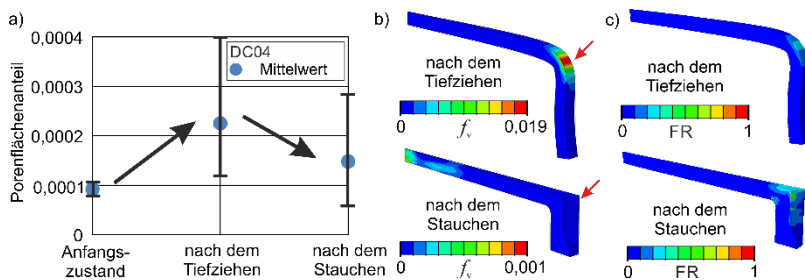 a)
Porenflächenanteil
0,0004
0,0003
0,0002
0,0001
0
DC04
Mittelwert
Anfangs-
zustand
nach dem
Tiefziehen
nach dem
Stauchen
b)
nach dem
Tiefziehen
0
fv
0,019
nach dem
Stauchen
0
fv
0,001
c)
nach dem
Tiefziehen
0
FR
1
nach dem
Stauchen
0
FR
1